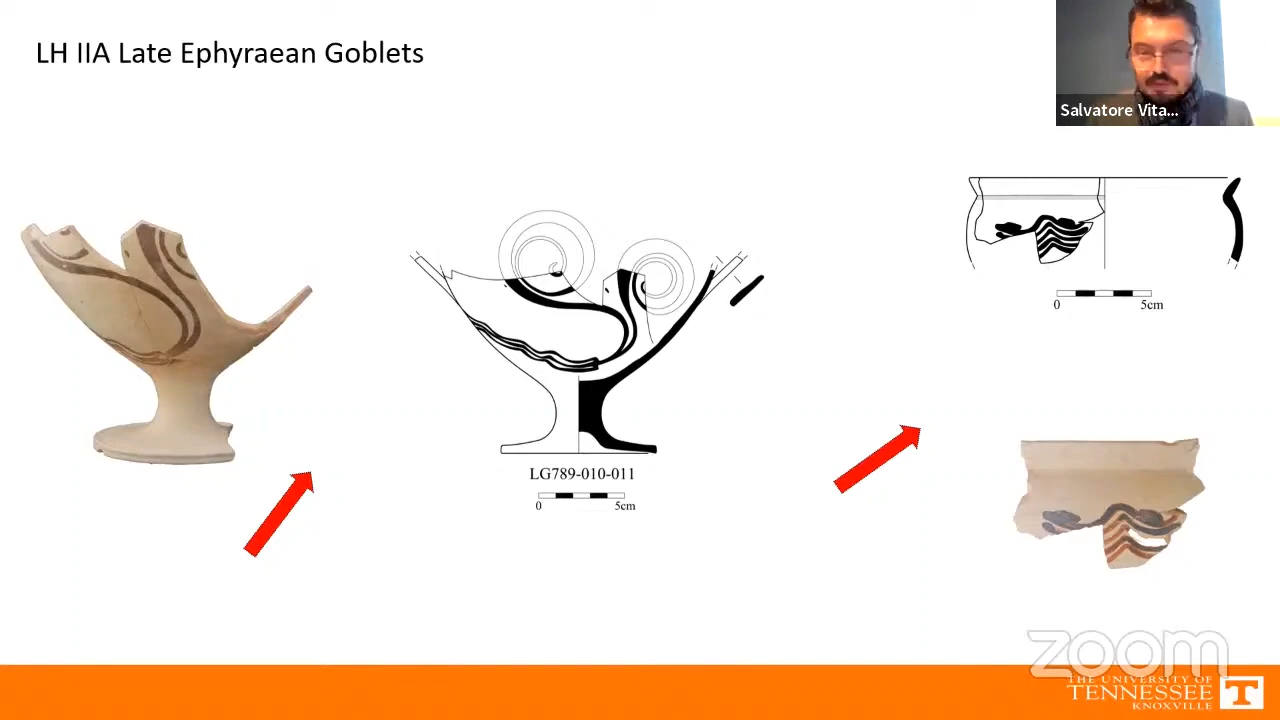 LH IIA Late Ephyraean Goblets
Salvatore Vita...
0 5cm
LG789-010-011
0 5cm
zoom
THE UNIVERSITY OF
TENNESSEE
KNOXVILLE
T